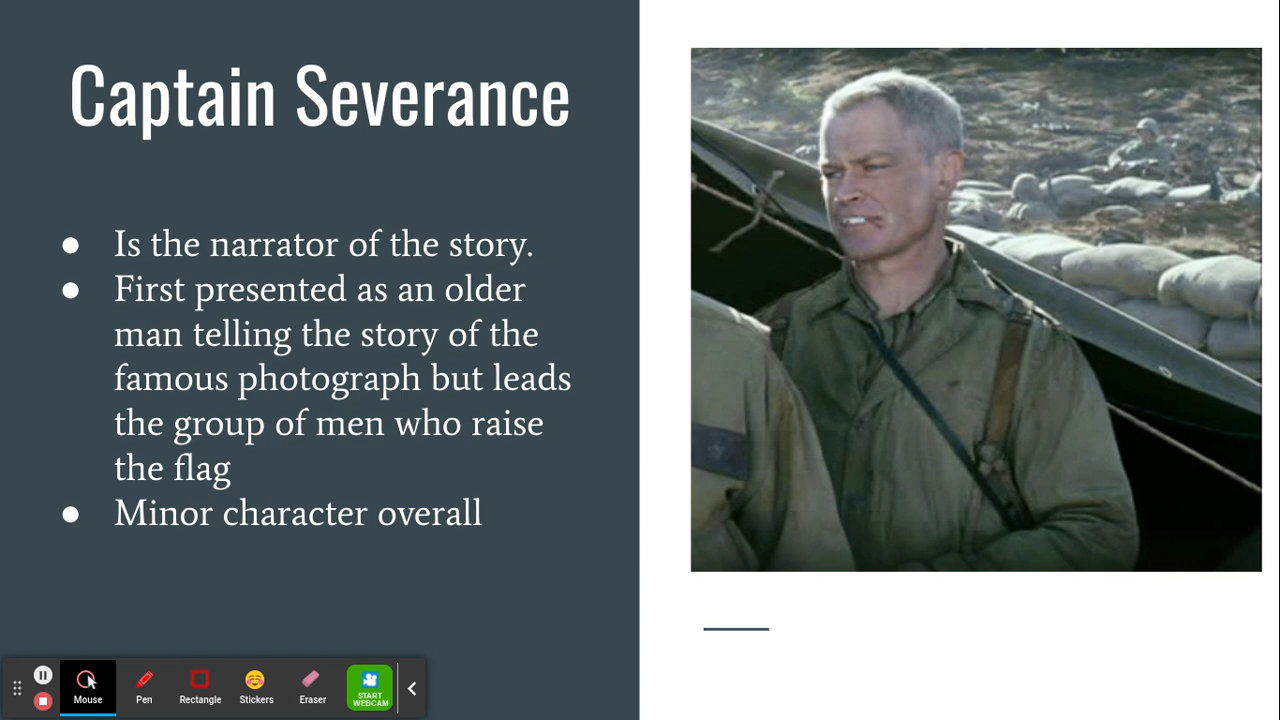 Captain Severance
● Is the narrator of the story.
● First presented as an older
man telling the story of the
famous photograph but leads
the group of men who raise
the flag
● Minor character overall
Mouse
Pen
Rectangle
Stickers
Eraser
START
WEBCAM